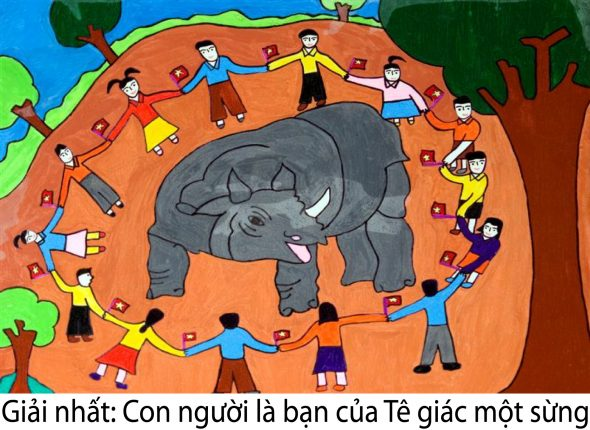 Giải nhất: Con người là bạn của Tê giác một sừng